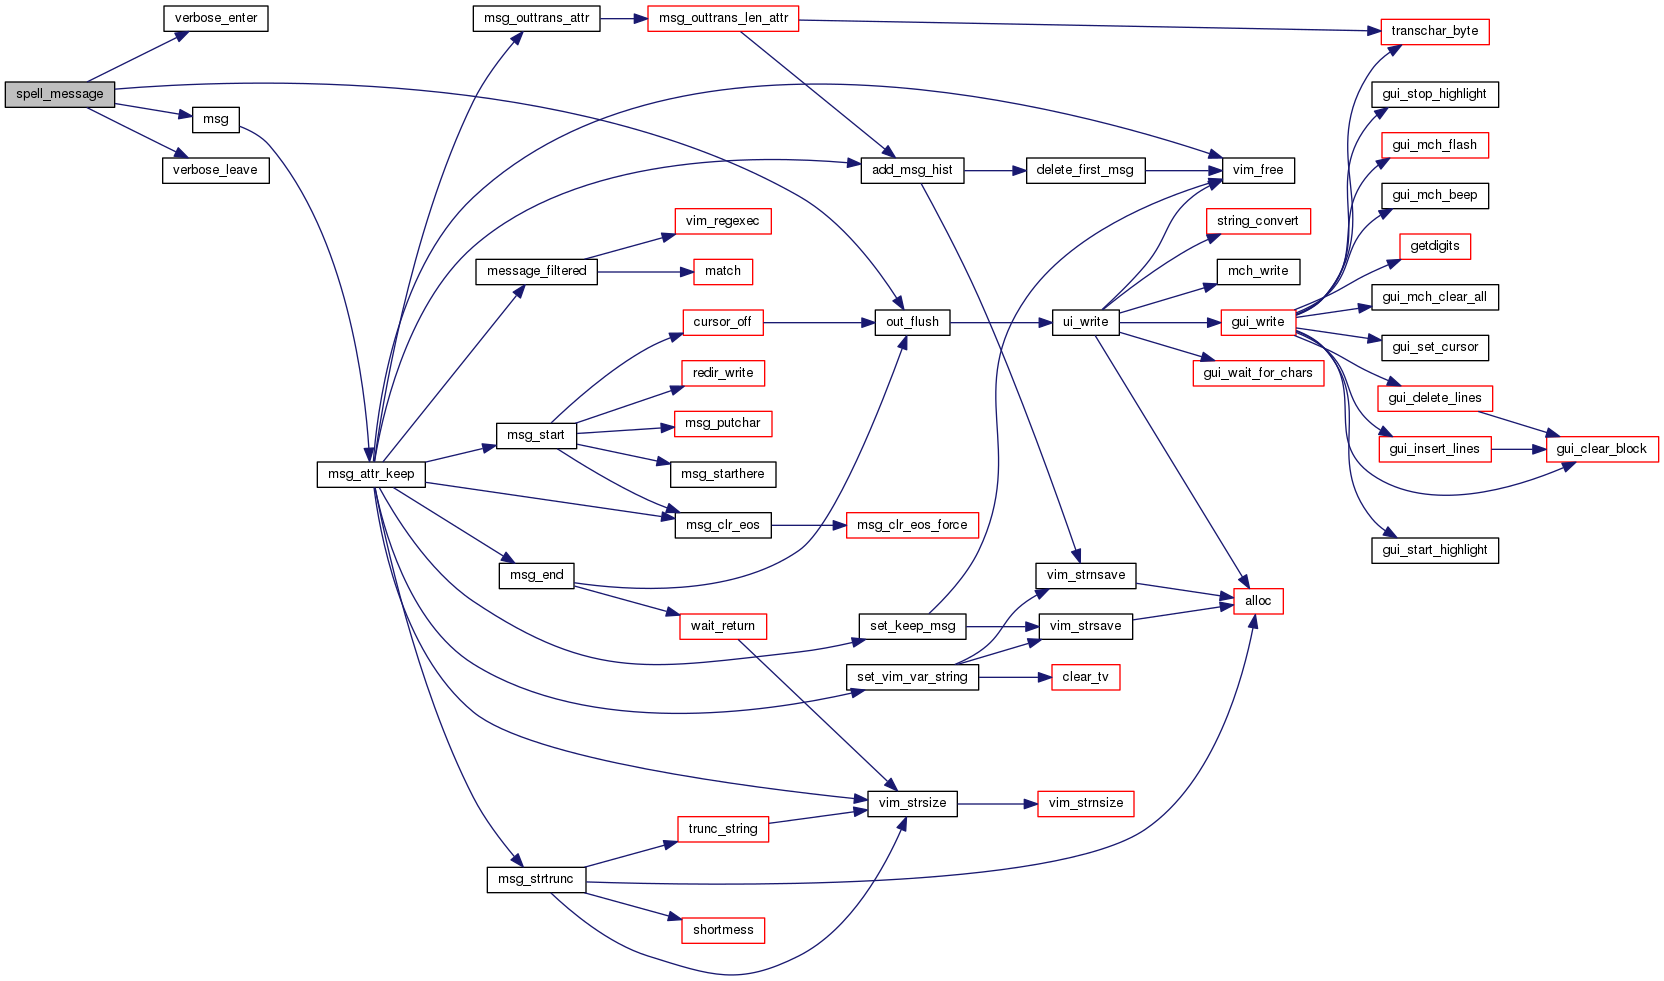 spell_message
verbose_enter
msg
verbose_leave
msg_attr_keep
msg_outtrans_attr
message_filtered
msg_start
msg_end
msg_strtrunc
msg_outtrans_len_attr
vim_regexec
match
cursor_off
redir_write
msg_putchar
msg_starthere
msg_clr_eos
wait_return
trunc_string
shortmess
add_msg_hist
out_flush
msg_clr_eos_force
set_keep_msg
set_vim_var_string
vim_strsize
delete_first_msg
ui_write
vim_strnsave
vim_strsave
clear_tv
vim_strnsize
vim_free
string_convert
mch_write
gui_write
gui_wait_for_chars
alloc
transchar_byte
gui_stop_highlight
gui_mch_flash
gui_mch_beep
getdigits
gui_mch_clear_all
gui_set_cursor
gui_delete_lines
gui_insert_lines
gui_start_highlight
gui_clear_block